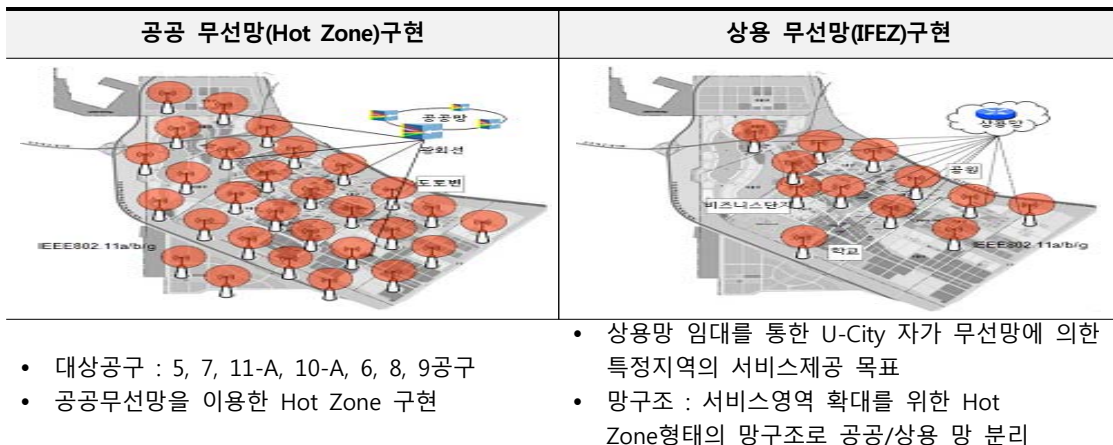 공공 무선망(Hot Zone)구현
상용 무선망(IFEZ)구현
공공망
광회선
도로변
IEEE802.11a/b/g
상용망
공원
비즈니스단지
IEEE802.11a/b/g
학교
• 대상공구 : 5, 7, 11-A, 10-A, 6, 8, 9공구
• 공공무선망을 이용한 Hot Zone 구현
• 상용망 임대를 통한 U-City 자가 무선망에 의한
특정지역의 서비스제공 목표
• 망구조 : 서비스영역 확대를 위한 Hot
Zone형태의 망구조로 공공/상용 망 분리